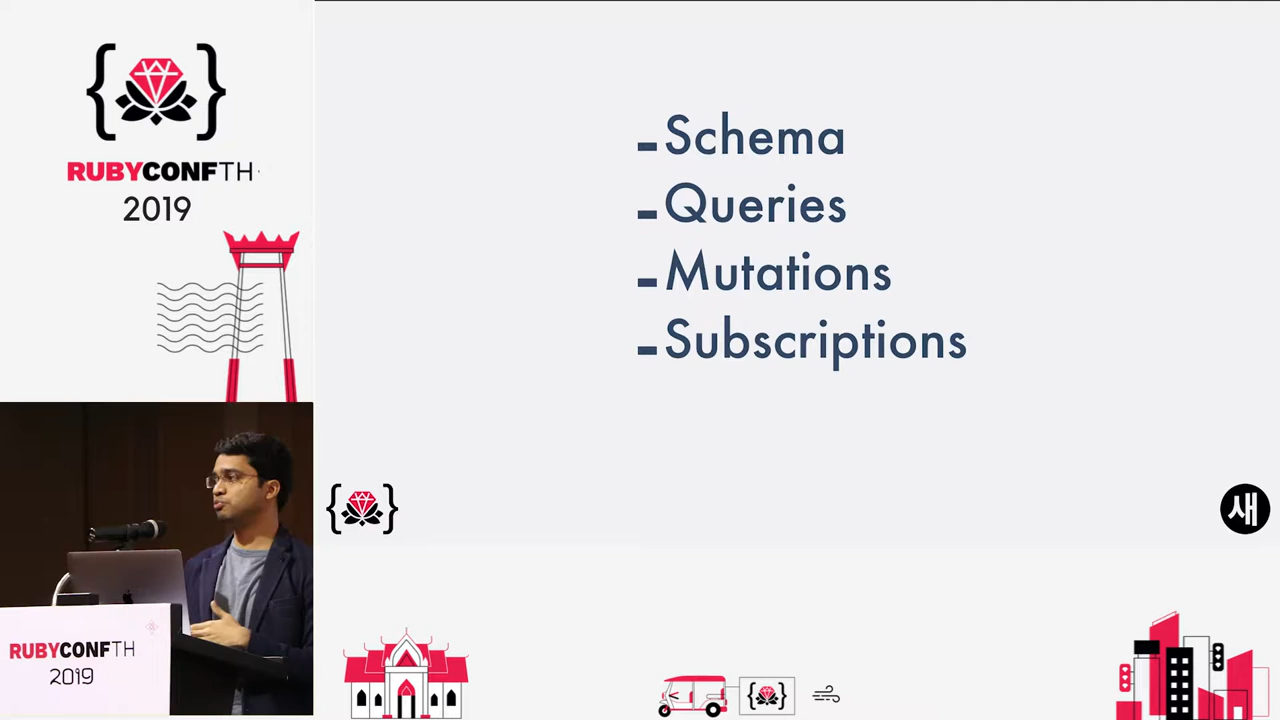 RUBYCONFTH
2019
- Schema
- Queries
- Mutations
- Subscriptions
새
RUBYCONFTH
2019